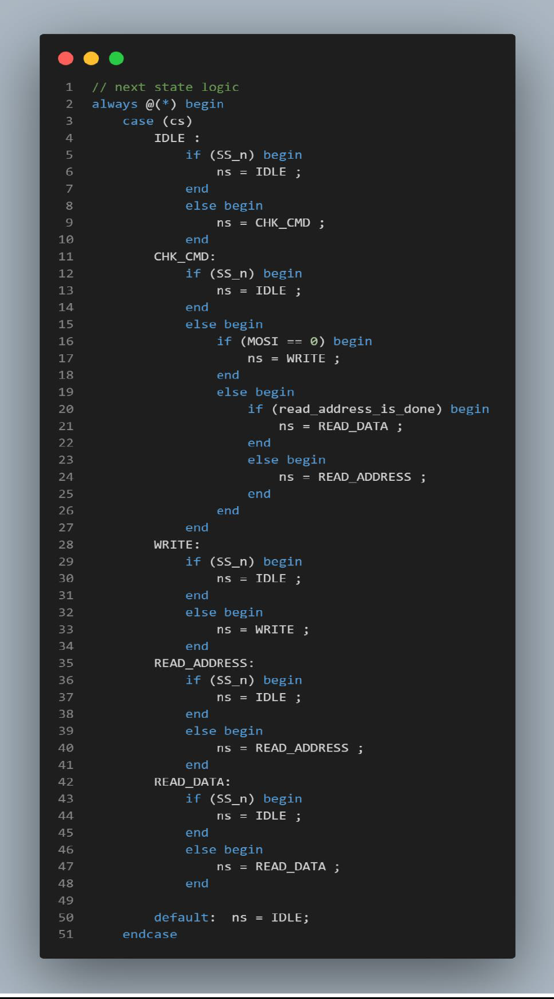 1 // next state logic
2 always @(*) begin
3     case (cs)
4         IDLE :
5             if (SS_n) begin
6                 ns = IDLE ;
7             end
8             else begin
9                 ns = CHK_CMD ;
10             end
11         CHK_CMD:
12             if (SS_n) begin
13                 ns = IDLE ;
14             end
15             else begin
16                 if (MOSI == 0) begin
17                     ns = WRITE ;
18                 end
19                 else begin
20                     if (read_address_is_done) begin
21                         ns = READ_DATA ;
22                     end
23                     else begin
24                         ns = READ_ADDRESS ;
25                     end
26                 end
27             end
28         WRITE:
29             if (SS_n) begin
30                 ns = IDLE ;
31             end
32             else begin
33                 ns = WRITE ;
34             end
35         READ_ADDRESS:
36             if (SS_n) begin
37                 ns = IDLE ;
38             end
39             else begin
40                 ns = READ_ADDRESS ;
41             end
42         READ_DATA:
43             if (SS_n) begin
44                 ns = IDLE ;
45             end
46             else begin
47                 ns = READ_DATA ;
48             end
49
50         default:  ns = IDLE;
51     endcase